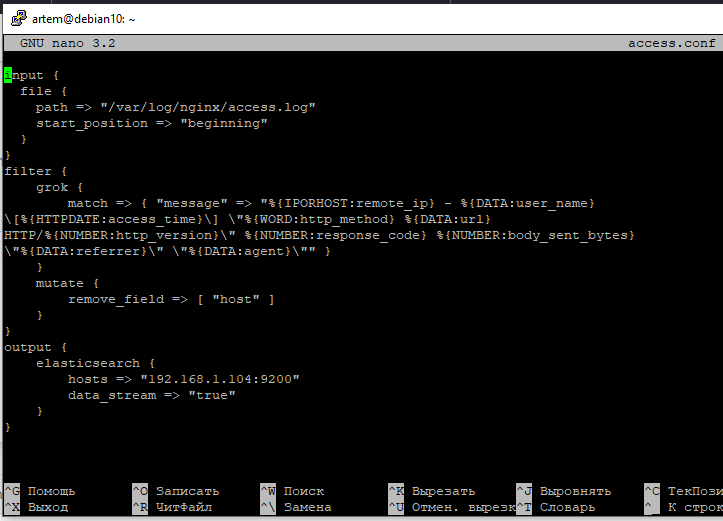 artem@debian10: ~
GNU nano 3.2 access.conf
input {
  file {
    path => "/var/log/nginx/access.log"
    start_position => "beginning"
  }
}
filter {
    grok {
        match => { "message" => "%{IPORHOST:remote_ip} - %{DATA:user_name}
\[%{HTTPDATE:access_time}\] \"%{WORD:http_method} %{DATA:url}
HTTP/%{NUMBER:http_version}\" %{NUMBER:response_code} %{NUMBER:body_sent_bytes}
\"%{DATA:referrer}\" \"%{DATA:agent}\"" }
    }
    mutate {
        remove_field => [ "host" ]
    }
}
output {
    elasticsearch {
        hosts => "192.168.1.104:9200"
        data_stream => "true"
    }
}
^G Помощь ^O Записать ^W Поиск ^K Вырезать ^J Выровнять ^C ТекПози
^X Выход ^R ЧитФайл ^\ Замена ^U Отмен. вырезк ^T Словарь ^_ К строк